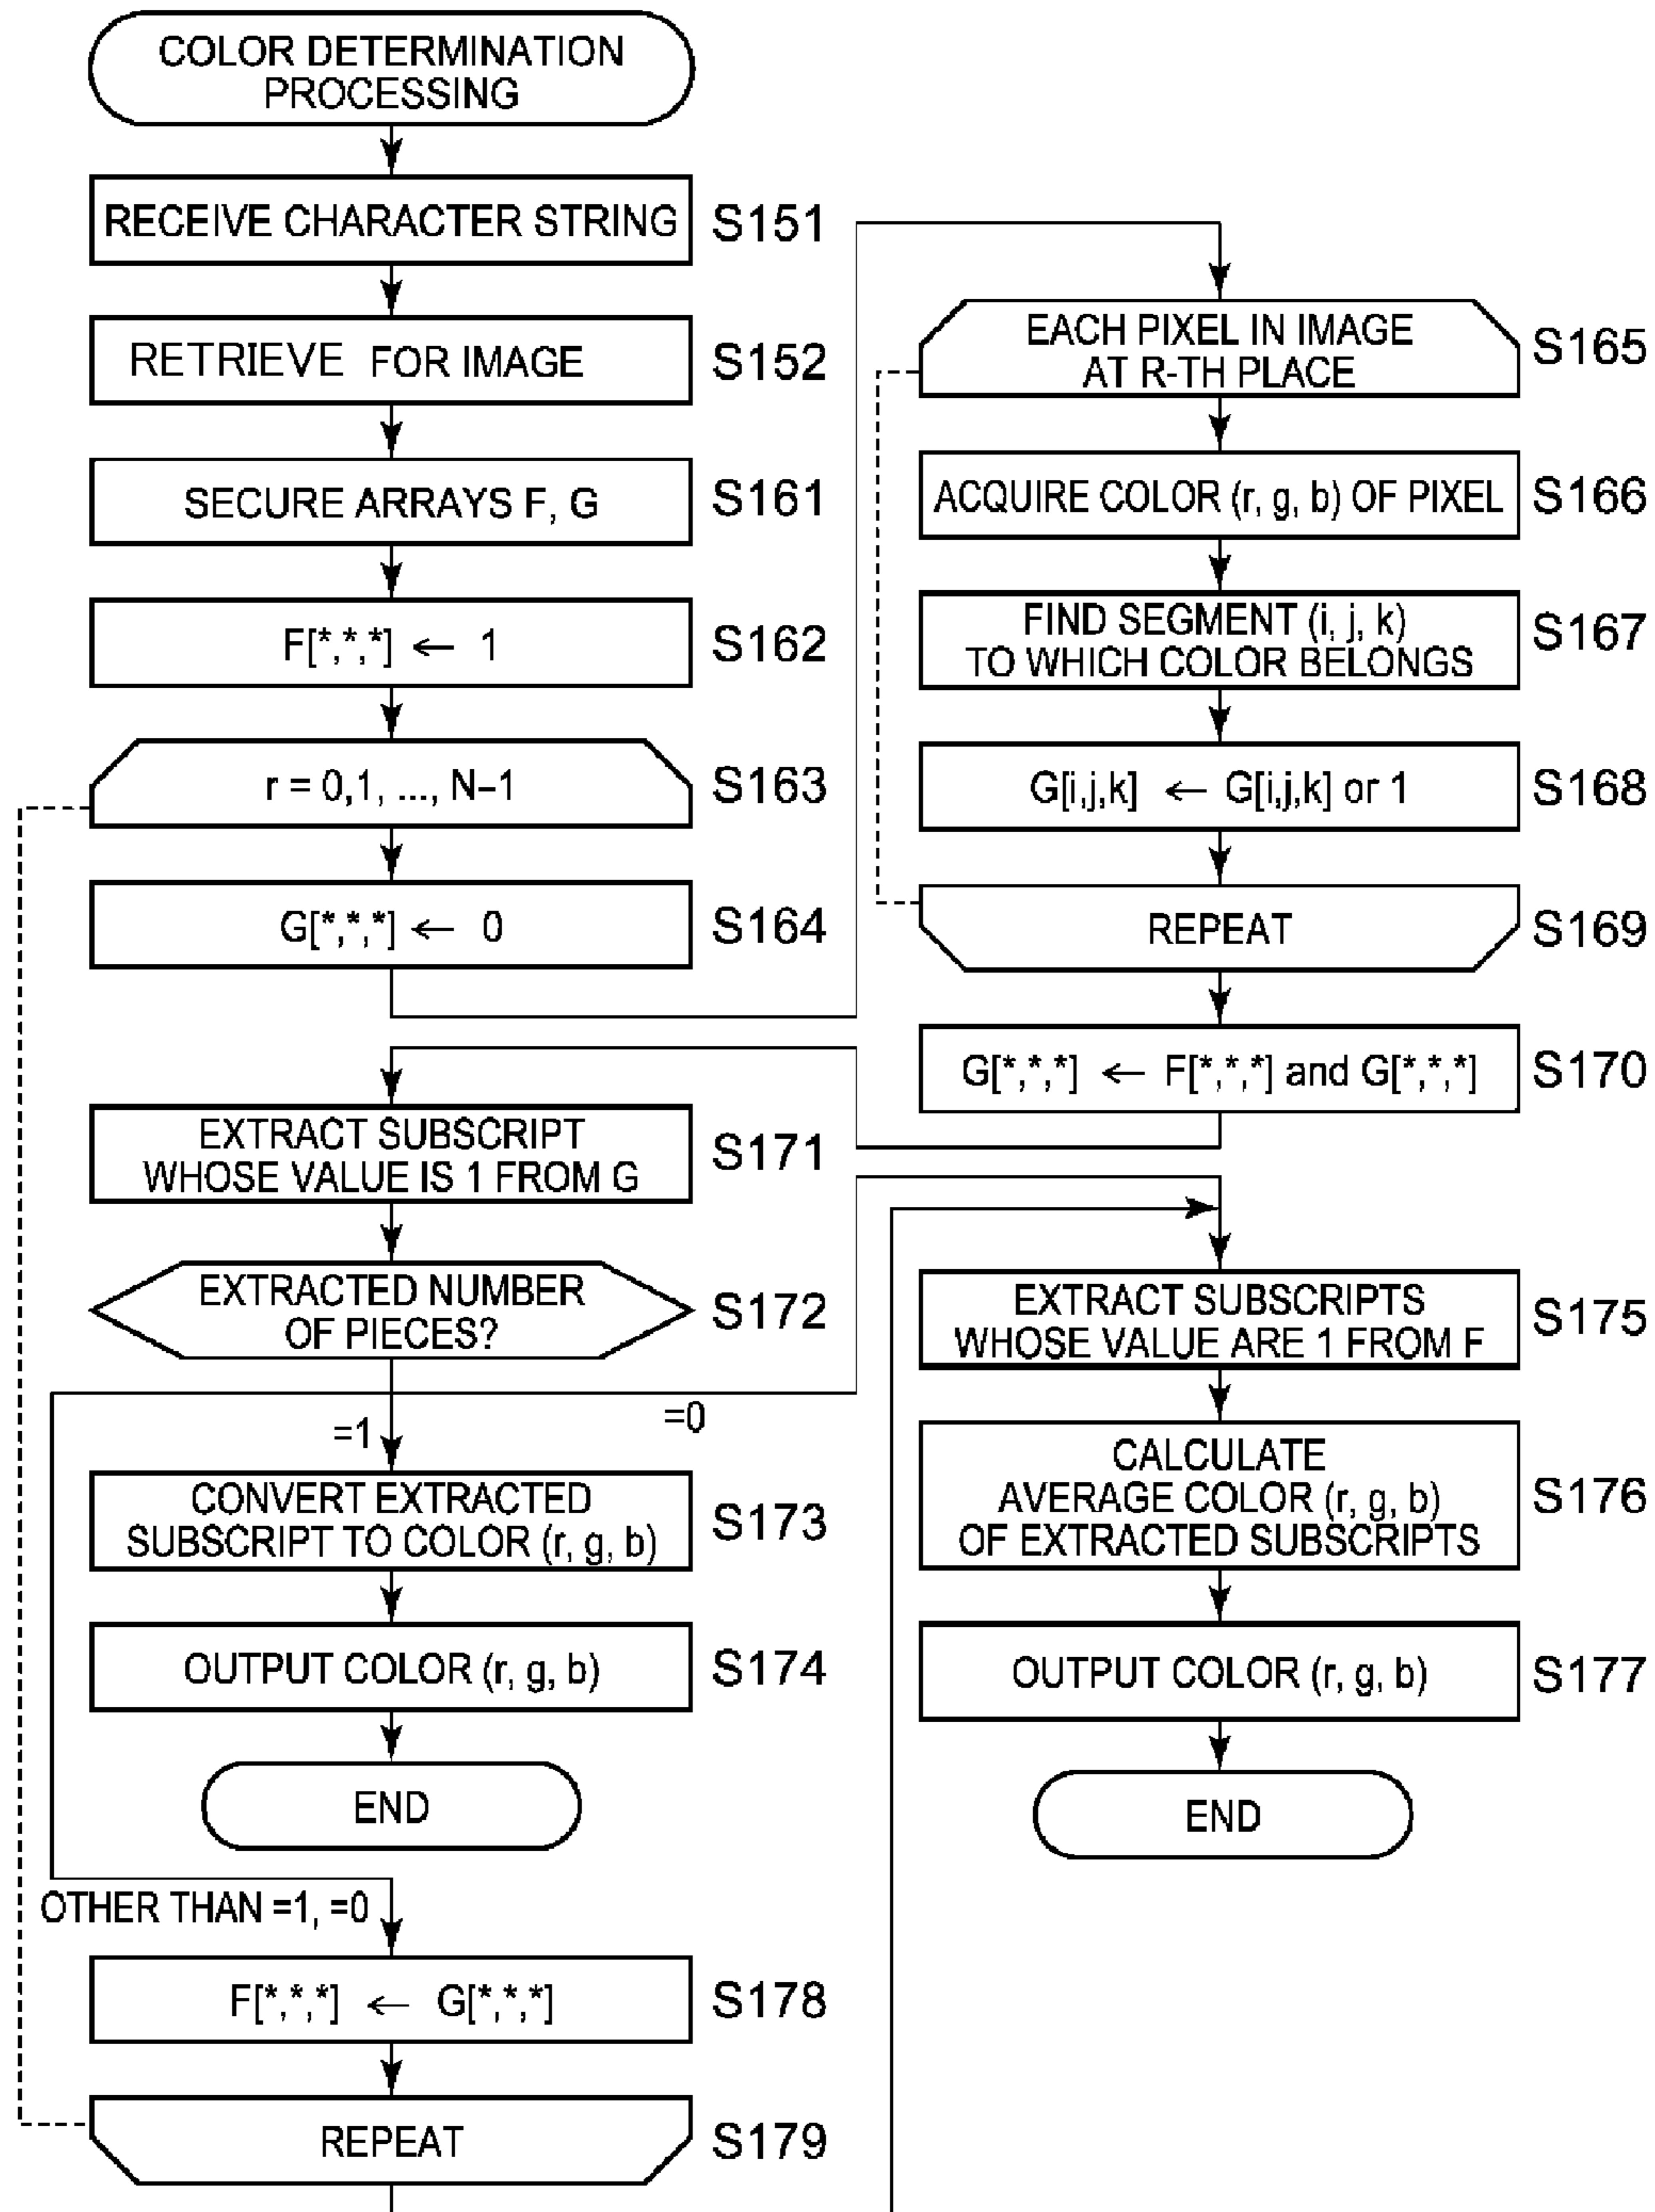 COLOR DETERMINATION
PROCESSING
RECEIVE CHARACTER STRING
S151
RETRIEVE FOR IMAGE
S152
SECURE ARRAYS F, G
S161
F[*,*,*] ← 1
S162
r = 0,1, ..., N–1
S163
G[*,*,*] ← 0
S164
EACH PIXEL IN IMAGE
AT R-TH PLACE
S165
ACQUIRE COLOR (r, g, b) OF PIXEL
S166
FIND SEGMENT (i, j, k)
TO WHICH COLOR BELONGS
S167
G[i,j,k] ← G[i,j,k] or 1
S168
REPEAT
S169
G[*,*,*] ← F[*,*,*] and G[*,*,*]
S170
EXTRACT SUBSCRIPT
WHOSE VALUE IS 1 FROM G
S171
EXTRACTED NUMBER
OF PIECES?
S172
=1
=0
CONVERT EXTRACTED
SUBSCRIPT TO COLOR (r, g, b)
S173
OUTPUT COLOR (r, g, b)
S174
END
EXTRACT SUBSCRIPTS
WHOSE VALUE ARE 1 FROM F
S175
CALCULATE
AVERAGE COLOR (r, g, b)
OF EXTRACTED SUBSCRIPTS
S176
OUTPUT COLOR (r, g, b)
S177
END
OTHER THAN =1, =0
F[*,*,*] ← G[*,*,*]
S178
REPEAT
S179